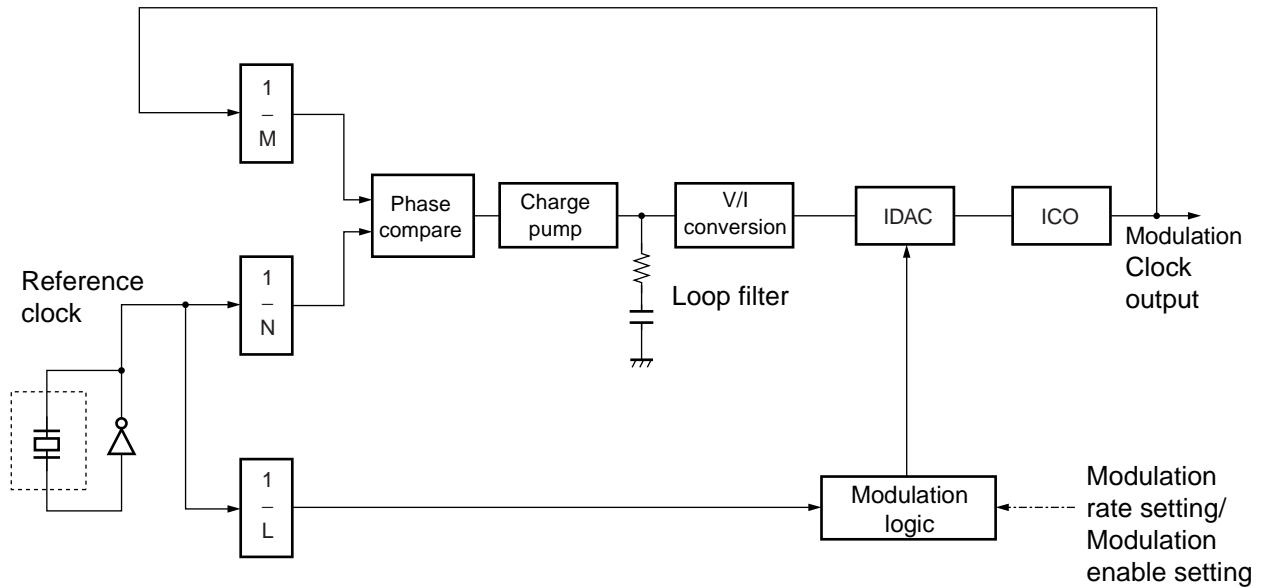 1
M
Phase
compare
Charge
pump
V/I
conversion
IDAC
ICO
Modulation
Clock
output
Loop filter
Reference
clock
1
N
1
L
Modulation
logic
Modulation
rate setting/
Modulation
enable setting